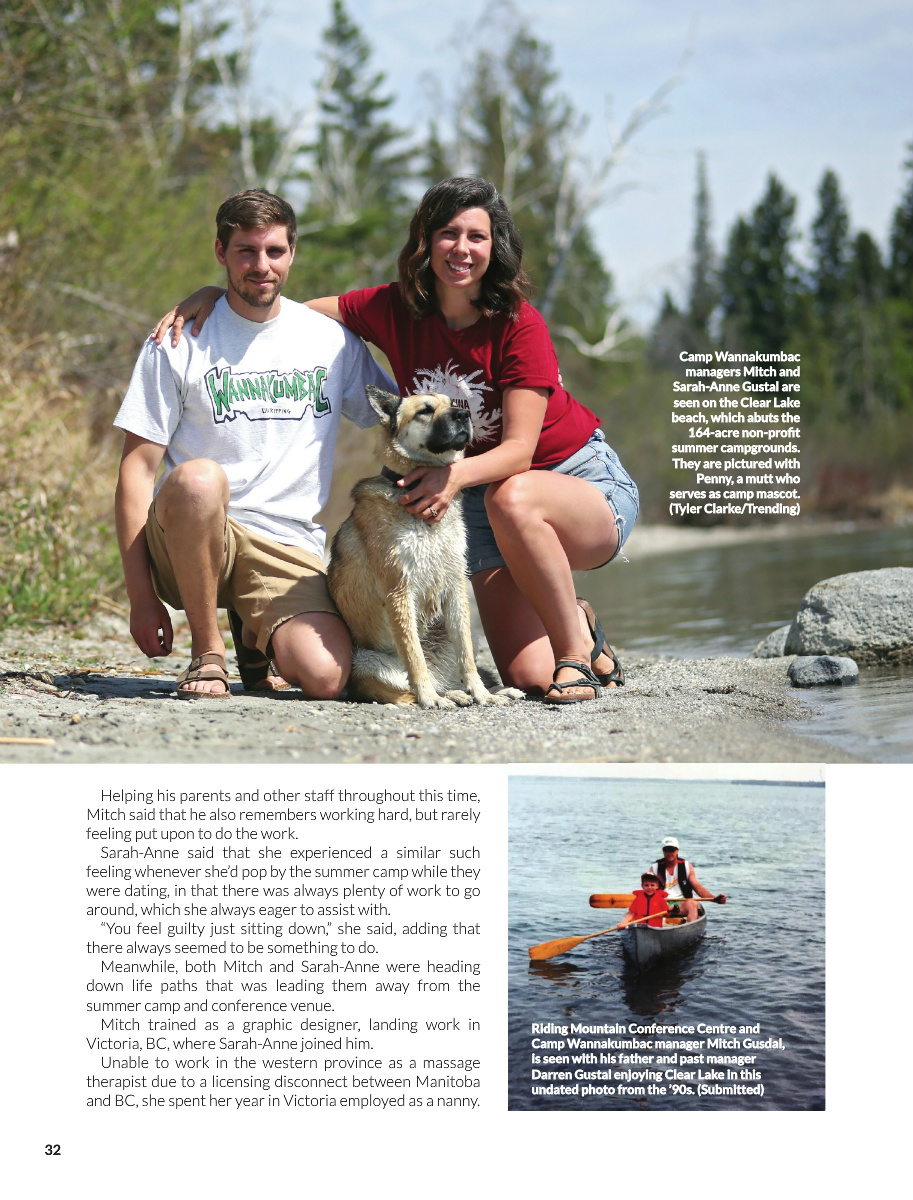 WANNAKUMBAC
Camp Wannakumbac
managers Mitch and
Sarah-Anne Gustal are
seen on the Clear Lake
beach, which abuts the
164-acre non-profit
summer campgrounds.
They are pictured with
Penny, a mutt who
serves as camp mascot.
(Tyler Clarke/Trending)
Helping his parents and other staff throughout this time,
Mitch said that he also remembers working hard, but rarely
feeling put upon to do the work.
Sarah-Anne said that she experienced a similar such
feeling whenever she’d pop by the summer camp while they
were dating, in that there was always plenty of work to go
around, which she always eager to assist with.
“You feel guilty just sitting down,” she said, adding that
there always seemed to be something to do.
Meanwhile, both Mitch and Sarah-Anne were heading
down life paths that was leading them away from the
summer camp and conference venue.
Mitch trained as a graphic designer, landing work in
Victoria, BC, where Sarah-Anne joined him.
Unable to work in the western province as a massage
therapist due to a licensing disconnect between Manitoba
and BC, she spent her year in Victoria employed as a nanny.
Riding Mountain Conference Centre and
Camp Wannakumbac manager Mitch Gusdal,
is seen with his father and past manager
Darren Gustal enjoying Clear Lake in this
undated photo from the ’90s. (Submitted)
32